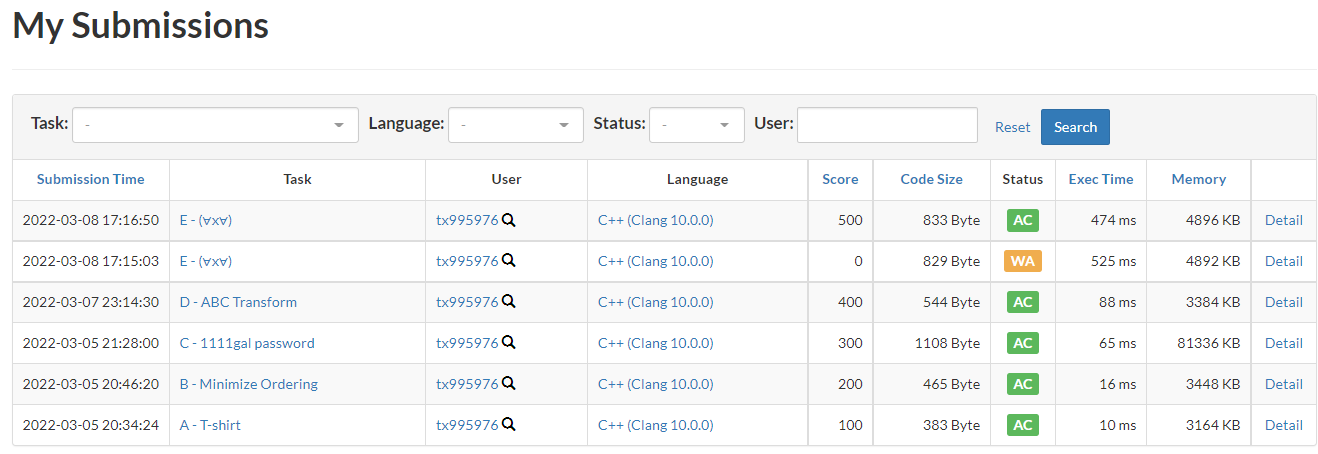 My Submissions
Task: - Language: - Status: - User: Reset Search
Submission Time Task User Language Score Code Size Status Exec Time Memory
2022-03-08 17:16:50 E - (∀x∀) tx995976 C++ (Clang 10.0.0) 500 833 Byte AC 474 ms 4896 KB Detail
2022-03-08 17:15:03 E - (∀x∀) tx995976 C++ (Clang 10.0.0) 0 829 Byte WA 525 ms 4892 KB Detail
2022-03-07 23:14:30 D - ABC Transform tx995976 C++ (Clang 10.0.0) 400 544 Byte AC 88 ms 3384 KB Detail
2022-03-05 21:28:00 C - 1111gal password tx995976 C++ (Clang 10.0.0) 300 1108 Byte AC 65 ms 81336 KB Detail
2022-03-05 20:46:20 B - Minimize Ordering tx995976 C++ (Clang 10.0.0) 200 465 Byte AC 16 ms 3448 KB Detail
2022-03-05 20:34:24 A - T-shirt tx995976 C++ (Clang 10.0.0) 100 383 Byte AC 10 ms 3164 KB Detail